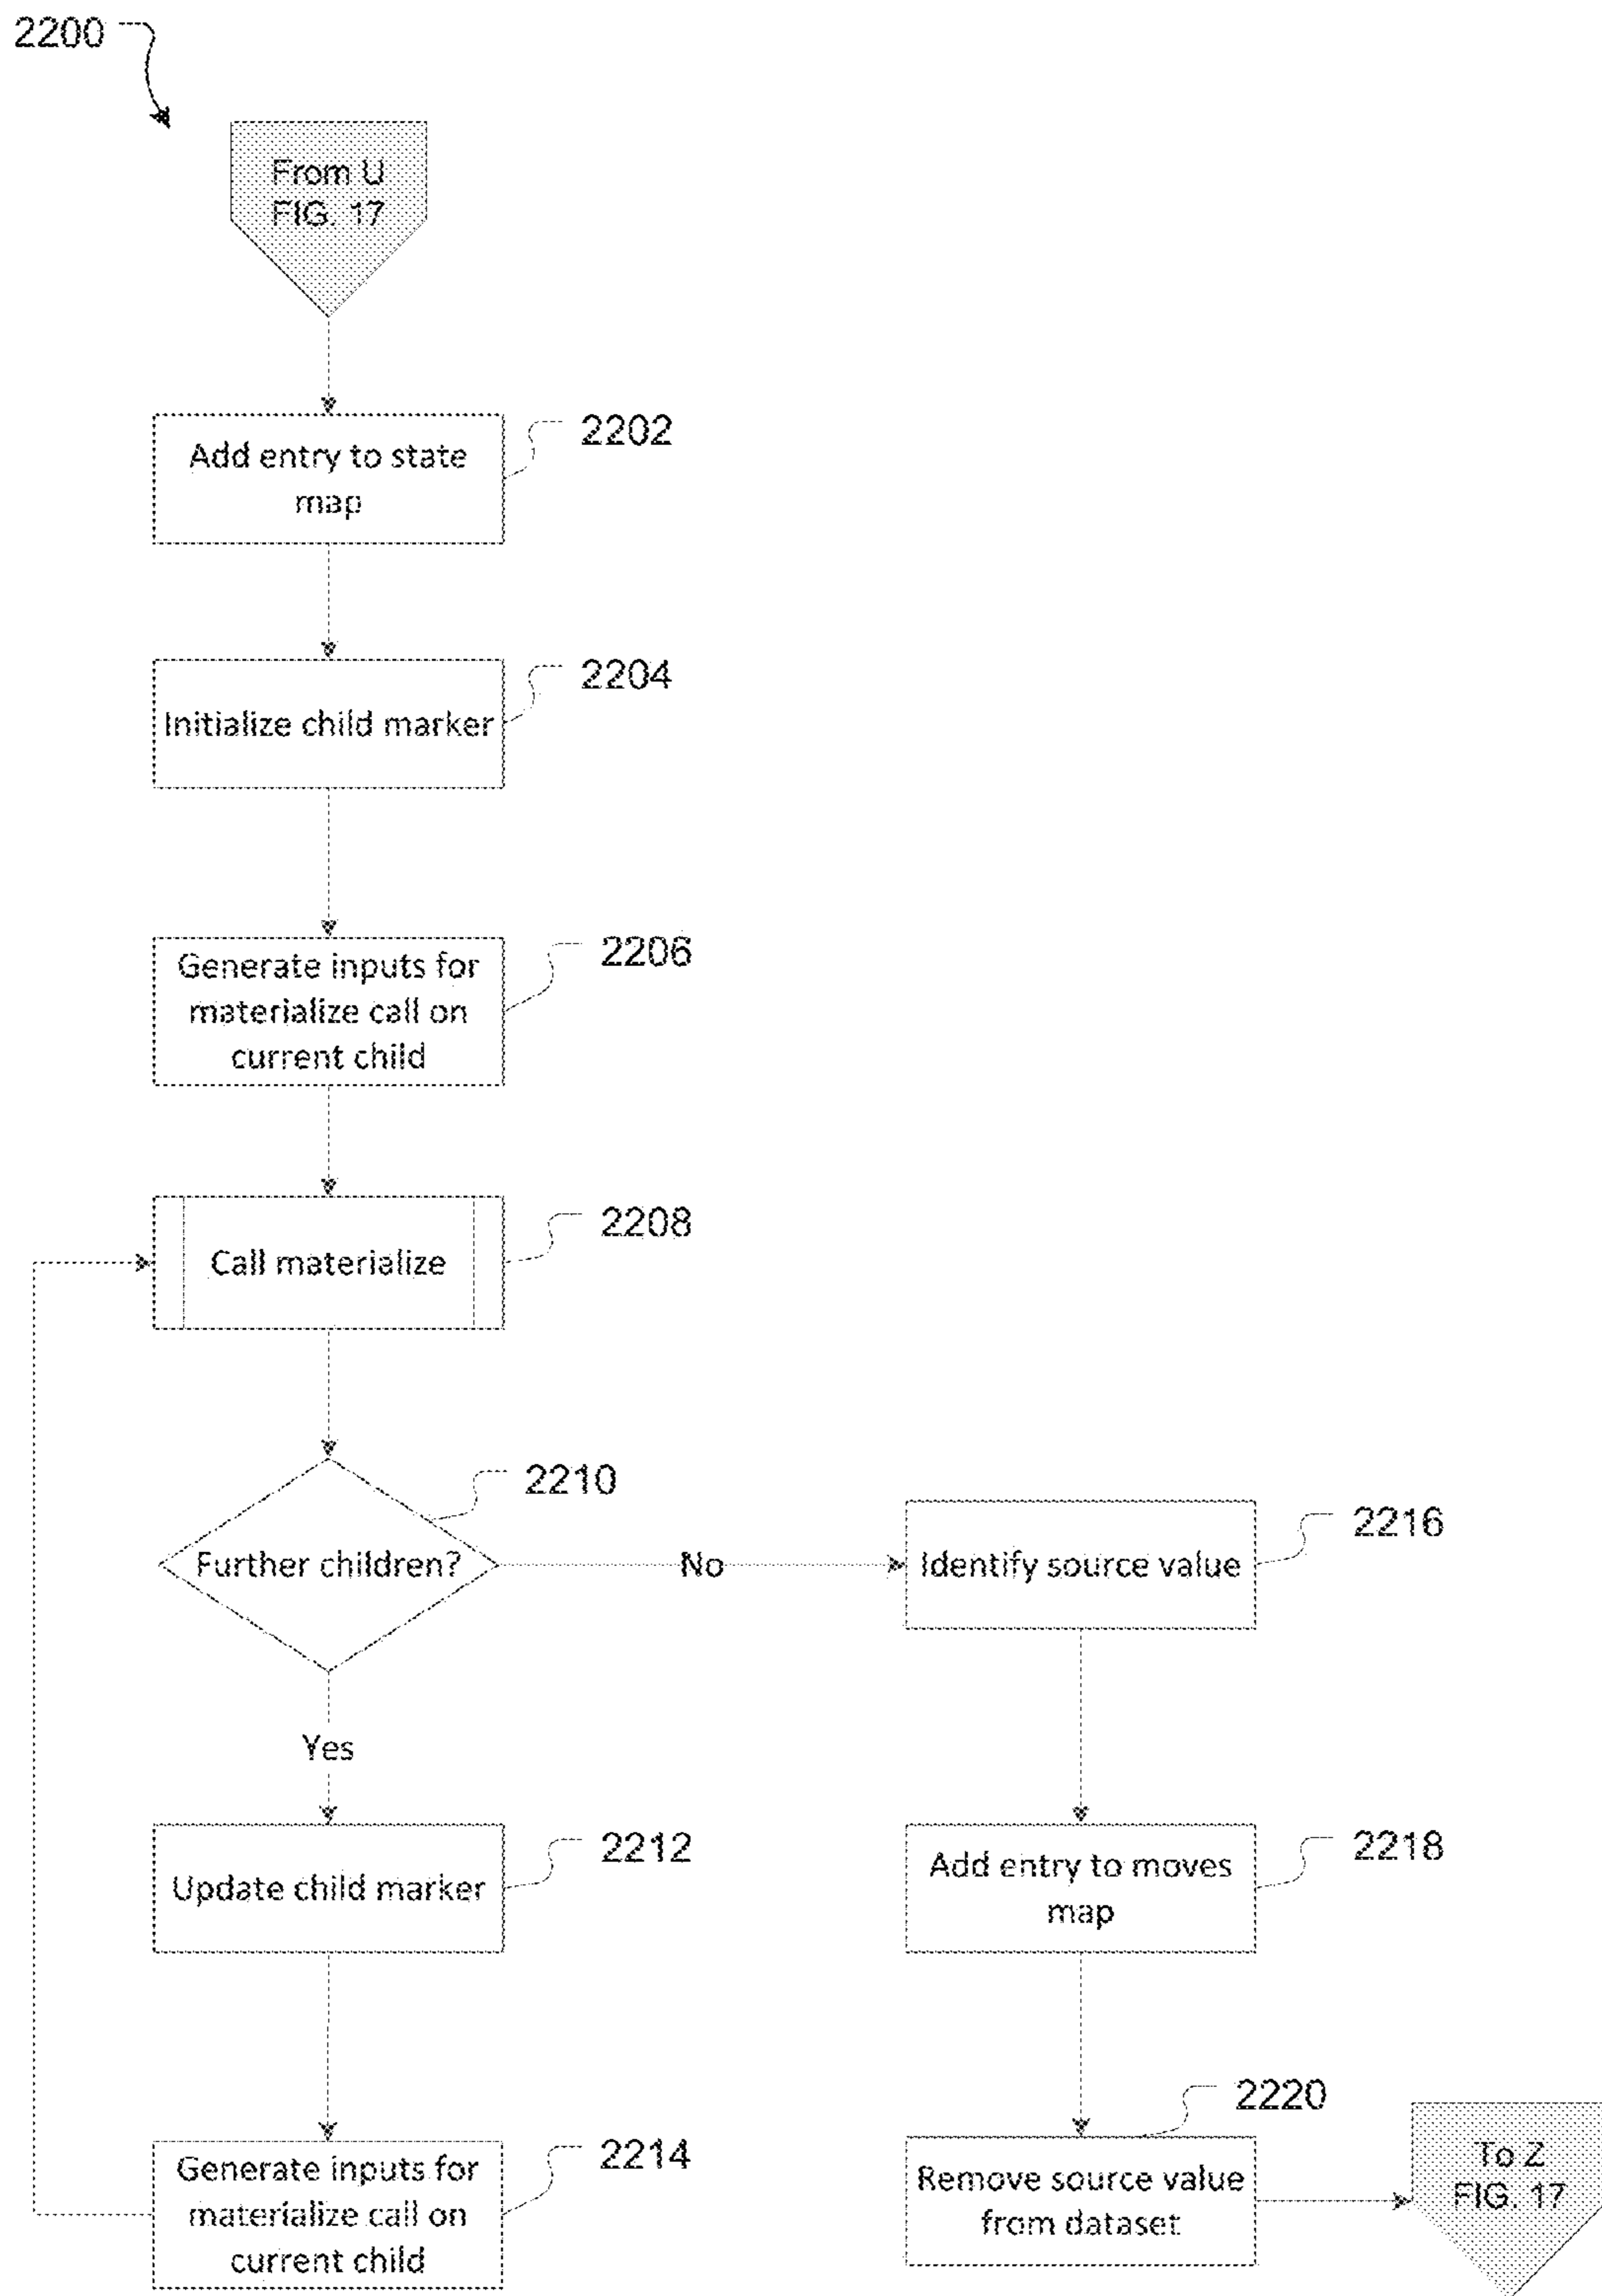 2200
From U
FIG. 17
2202
Add entry to state
map
2204
Initialize child marker
2206
Generate inputs for
materialize call on
current child
2208
Call materialize
2210
Further children?
No
2216
Identify source value
Yes
2212
Update child marker
2218
Add entry to moves
map
2214
Generate inputs for
materialize call on
current child
2220
Remove source value
from dataset
To Z
FIG. 17